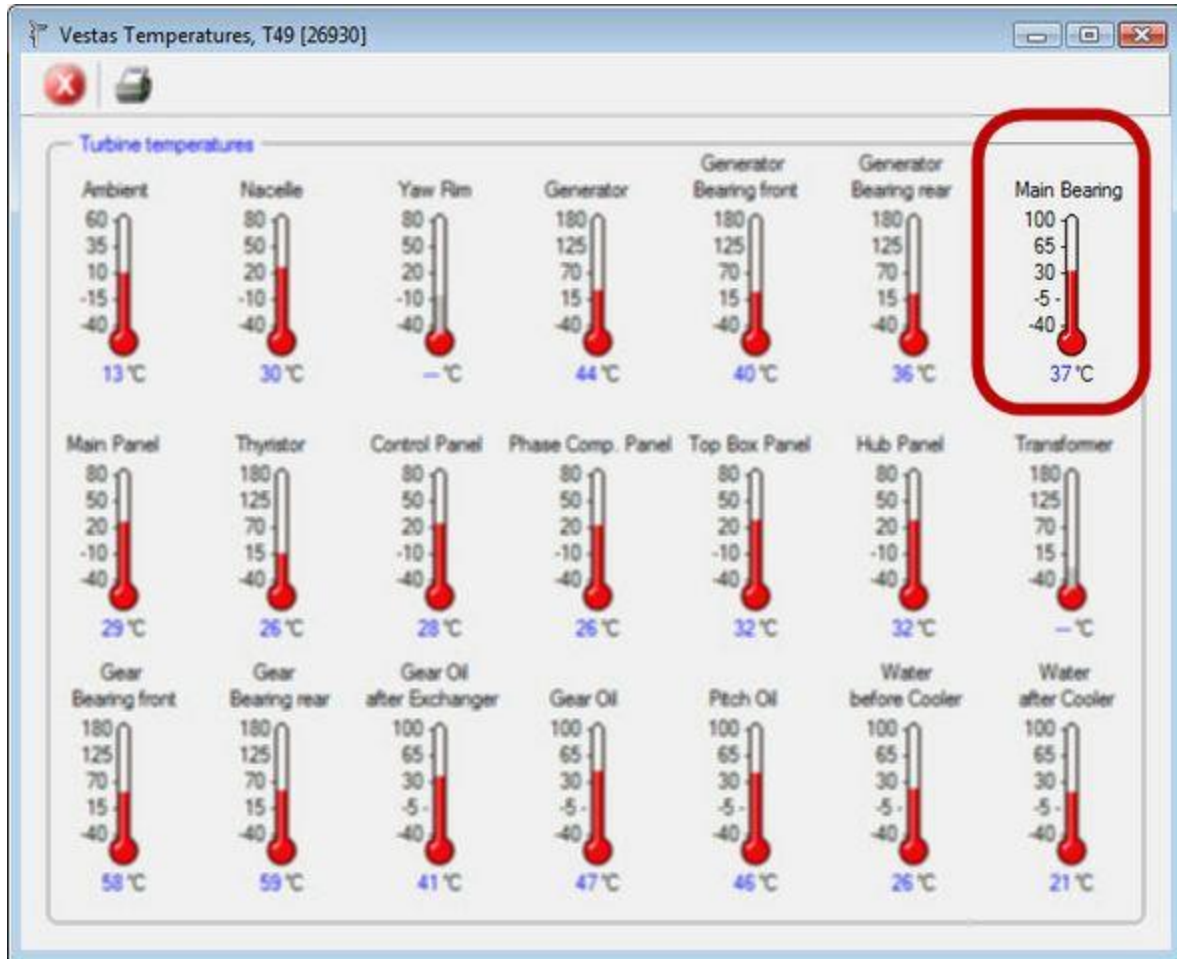 Vestas Temperatures, T49 [26930]
Turbine temperatures
Ambient
60
35
10
-15
-40
13 °C
Nacelle
80
50
20
-10
-40
30 °C
Yaw Rim
80
50
20
-10
-40
-- °C
Generator
180
125
70
15
-40
44 °C
Generator
Bearing front
180
125
70
15
-40
40 °C
Generator
Bearing rear
180
125
70
15
-40
36 °C
Main Bearing
100
65
30
-5
-40
37 °C
Main Panel
80
50
20
-10
-40
29 °C
Thyristor
180
125
70
15
-40
26 °C
Control Panel
80
50
20
-10
-40
28 °C
Phase Comp. Panel
80
50
20
-10
-40
26 °C
Top Box Panel
80
50
20
-10
-40
32 °C
Hub Panel
80
50
20
-10
-40
32 °C
Transformer
180
125
70
15
-40
-- °C
Gear
Bearing front
180
125
70
15
-40
58 °C
Gear
Bearing rear
180
125
70
15
-40
59 °C
Gear Oil
after Exchanger
100
65
30
-5
-40
41 °C
Gear Oil
100
65
30
-5
-40
47 °C
Pitch Oil
100
65
30
-5
-40
46 °C
Water
before Cooler
100
65
30
-5
-40
26 °C
Water
after Cooler
100
65
30
-5
-40
21 °C